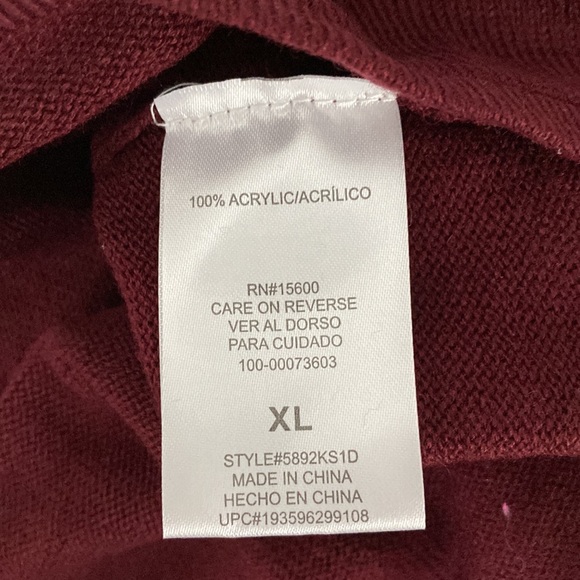 100% ACRYLIC/ACRÍLICO
RN#15600
CARE ON REVERSE
VER AL DORSO
PARA CUIDADO
100-00073603
XL
STYLE#5892KS1D
MADE IN CHINA
HECHO EN CHINA
UPC#193596299108